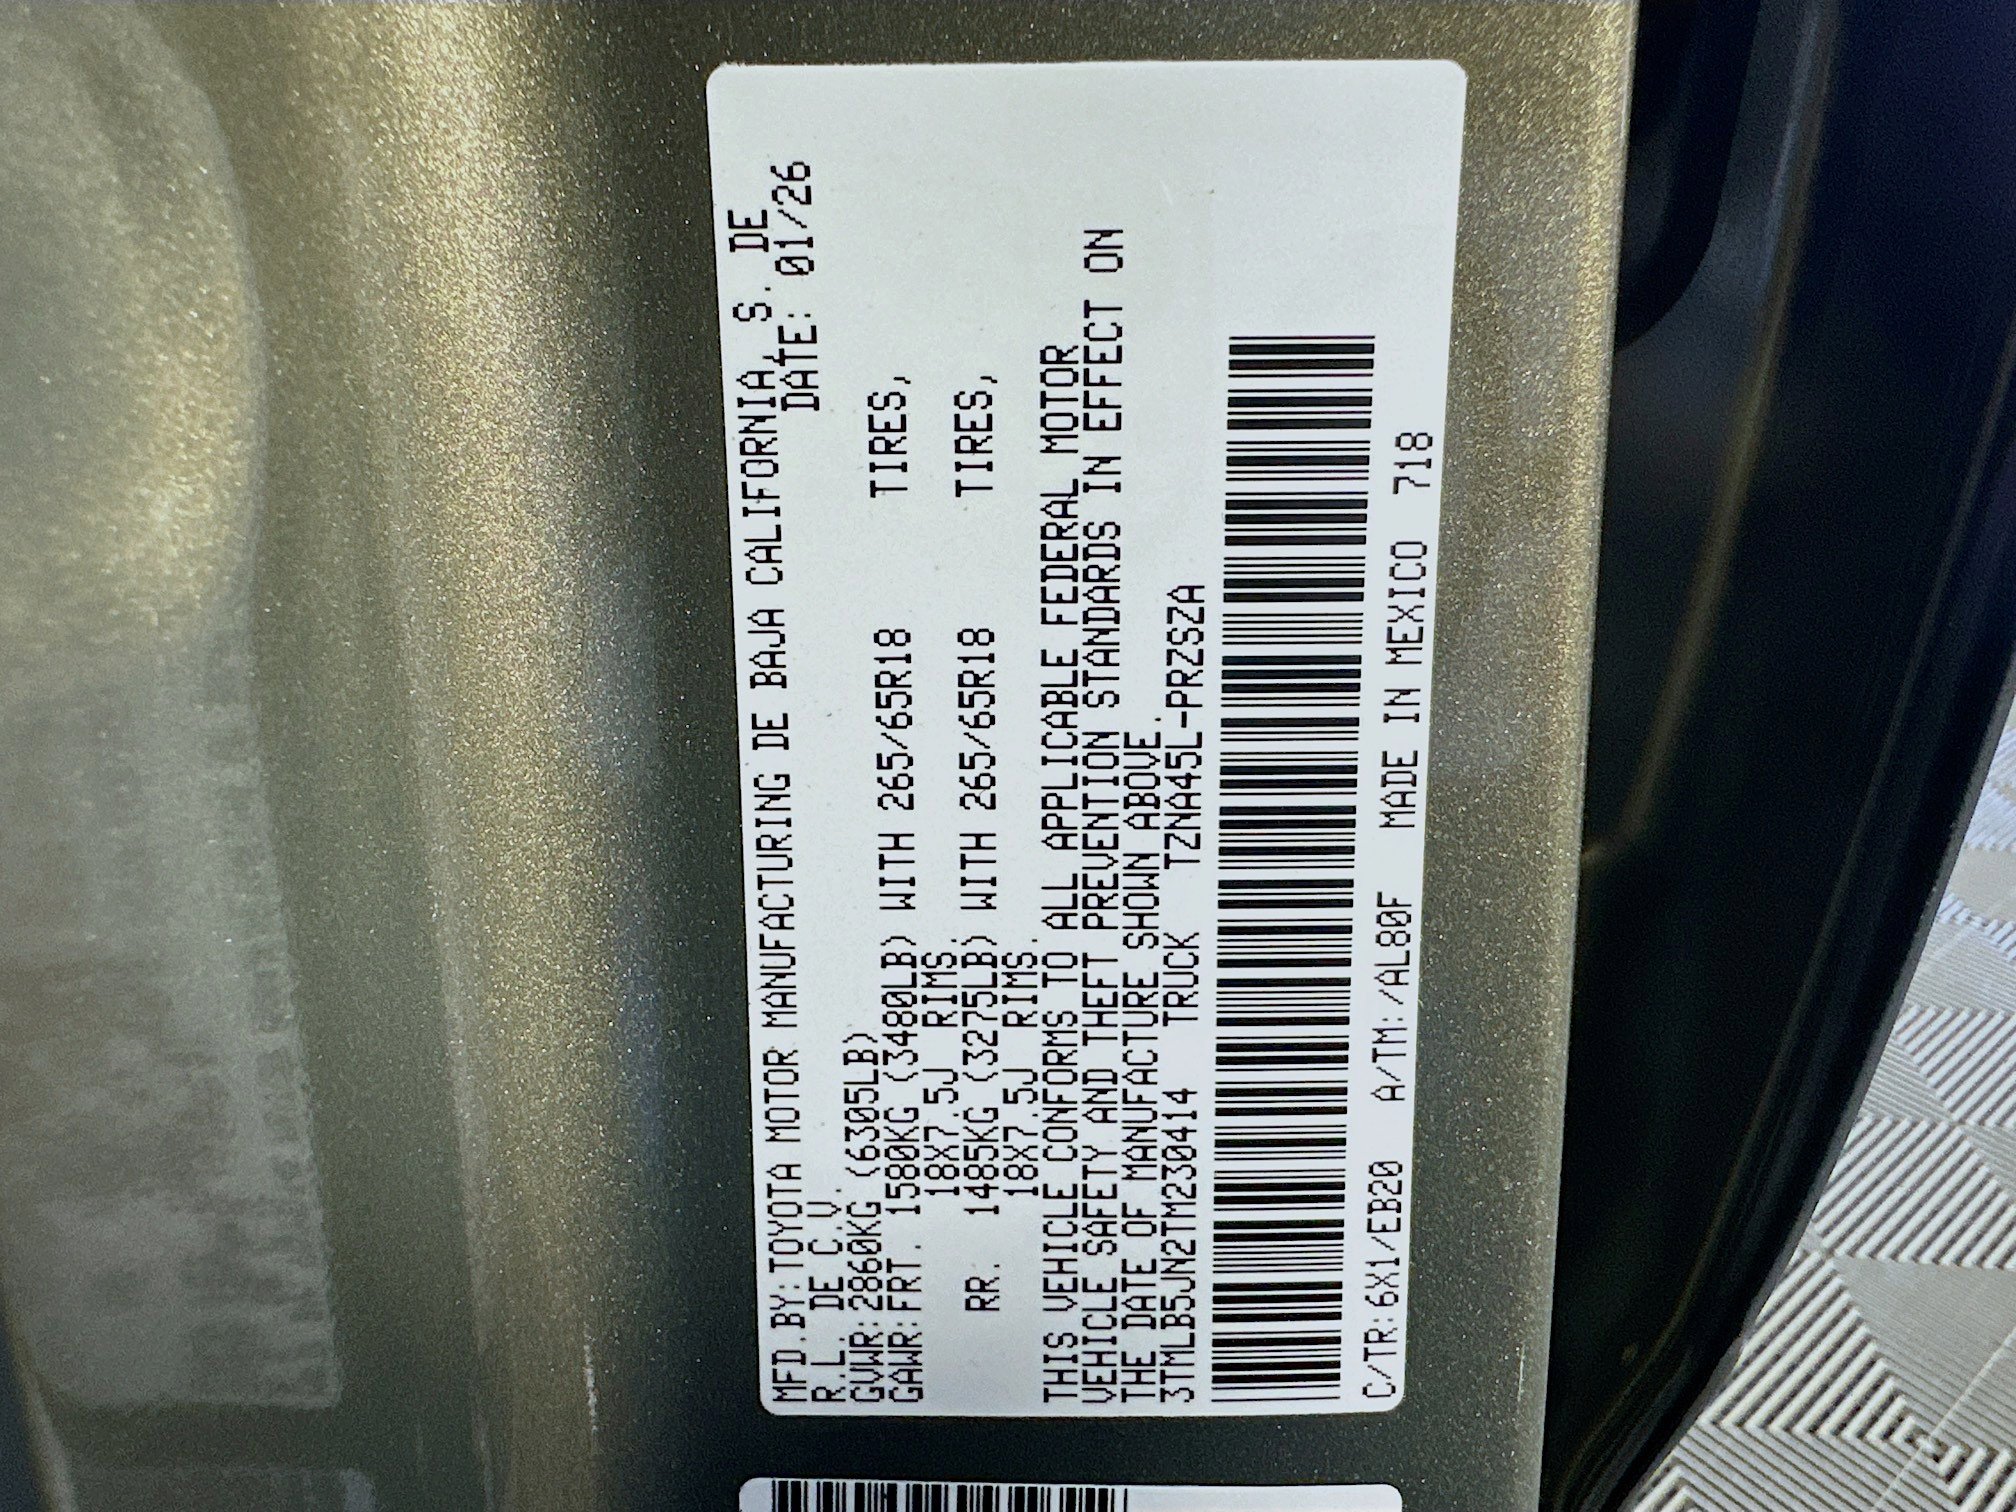 MFD.BY:TOYOTA MOTOR MANUFACTURING DE BAJA CALIFORNIA, S. DE
R.L. DE C.V. DATE: 01/26
GVWR:2860KG (6305LB)
GAWR:FRT. 1580KG (3480LB) WITH 265/65R18 TIRES,
18X7.5J RIMS.
RR. 1485KG (3275LB) WITH 265/65R18 TIRES,
18X7.5J RIMS.
THIS VEHICLE CONFORMS TO ALL APPLICABLE FEDERAL MOTOR
VEHICLE SAFETY AND THEFT PREVENTION STANDARDS IN EFFECT ON
THE DATE OF MANUFACTURE SHOWN ABOVE.
3TMLB5JN2TM230414 TRUCK TZNA45L-PRZSZA
C/TR:6X1/EB20 A/TM:/AL80F MADE IN MEXICO 718